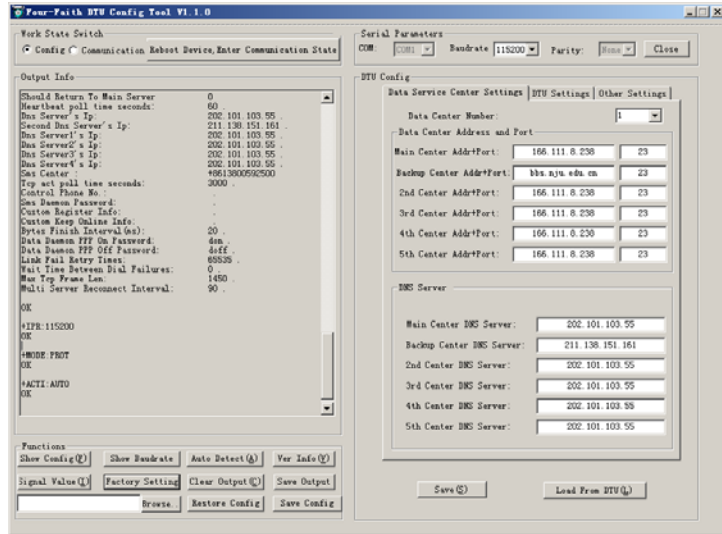 Four-Faith DTU Config Tool V1.1.0
Work State Switch
Config Communication Reboot Device,Enter Communication State
Serial Parameters
COM: COM1 Baudrate 115200 Parity: None Close
Output Info
Should Return To Main Server 0
Heartbeat poll time seconds: 60 .
Dns Server's Ip: 202.101.103.55 .
Second Dns Server's Ip: 211.138.151.161 .
Dns Server1's Ip: 202.101.103.55 .
Dns Server2's Ip: 202.101.103.55 .
Dns Server3's Ip: 202.101.103.55 .
Dns Server4's Ip: 202.101.103.55 .
Sms Center : +8613800592500
Tcp act poll time seconds: 3000 .
Control Phone No. : .
Sms Daemon Password: .
Custom Register Info: .
Custom Keep Online Info: .
Bytes Finish Interval(ms): 20 .
Data Daemon PPP On Password: don .
Data Daemon PPP Off Password: doff .
Link Fail Retry Times: 65535 .
Wait Time Between Dial Failures: 0 .
Max Tcp Frame Len: 1450 .
Multi Server Reconnect Interval: 90 .
OK
+IPR:115200
OK
+MODE:PROT
OK
+ACTI:AUTO
OK
Functions
Show Config(P) Show Baudrate Auto Detect(A) Ver Info(V)
Signal Value(I) Factory Setting Clear Output(C) Save Output
Browse.. Restore Config Save Config
DTU Config
Data Service Center Settings DTU Settings Other Settings
Data Center Number: 1
Data Center Address and Port
Main Center Addr+Port: 166.111.8.238 23
Backup Center Addr+Port: bbs.nju.edu.cn 23
2nd Center Addr+Port: 166.111.8.238 23
3rd Center Addr+Port: 166.111.8.238 23
4th Center Addr+Port: 166.111.8.238 23
5th Center Addr+Port: 166.111.8.238 23
DNS Server
Main Center DNS Server: 202.101.103.55
Backup Center DNS Server: 211.138.151.161
2nd Center DNS Server: 202.101.103.55
3rd Center DNS Server: 202.101.103.55
4th Center DNS Server: 202.101.103.55
5th Center DNS Server: 202.101.103.55
Save(S) Load From DTU(L)